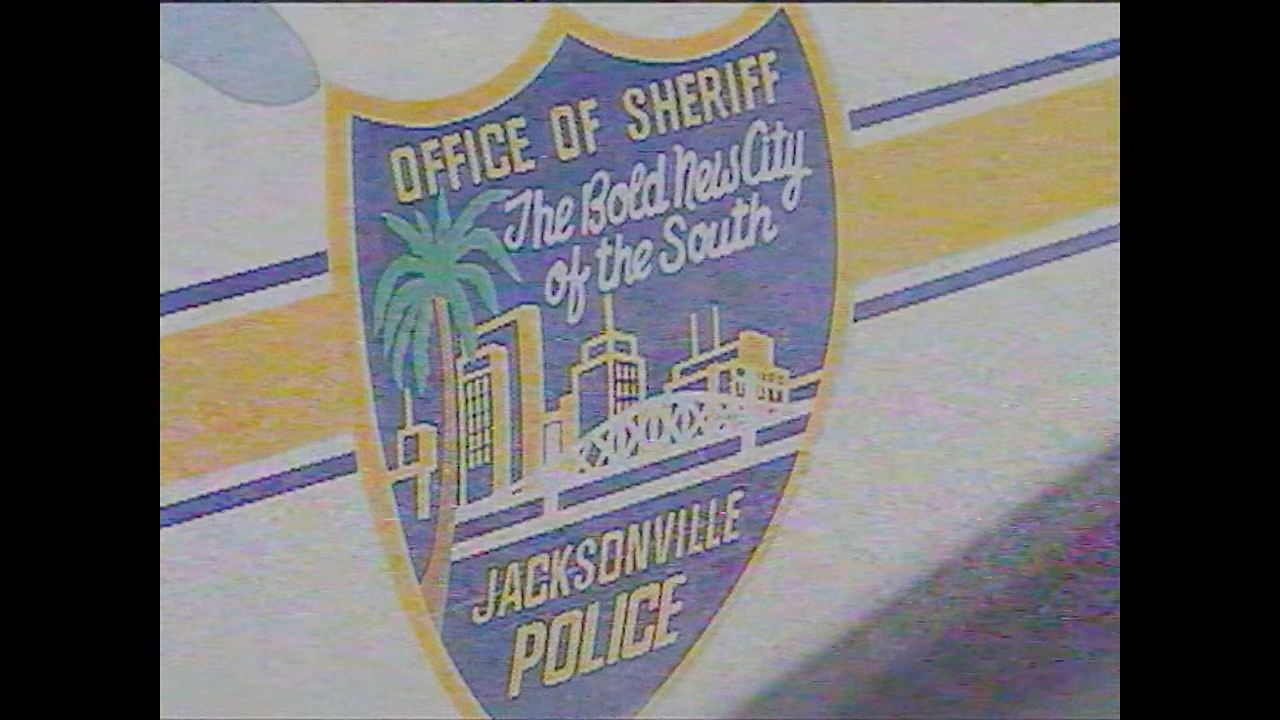 OFFICE OF SHERIFF
The Bold New City
of the South
JACKSONVILLE
POLICE